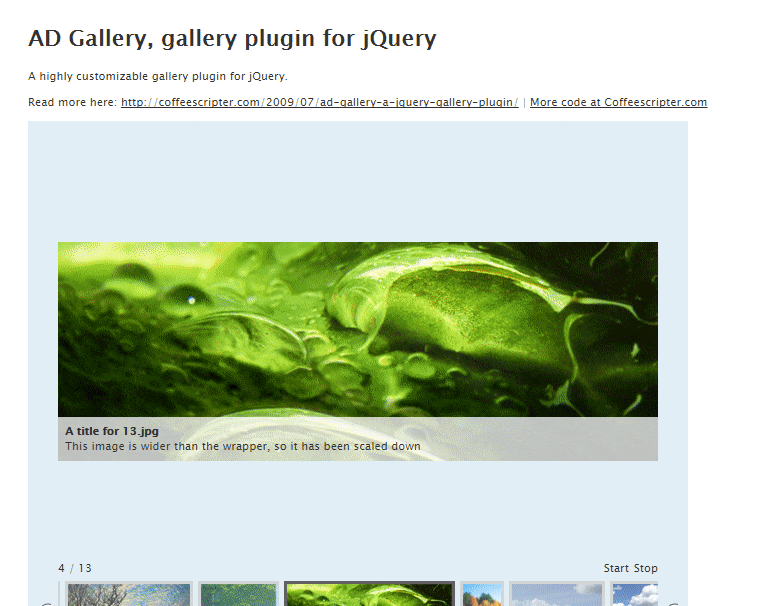 AD Gallery, gallery plugin for jQuery
A highly customizable gallery plugin for jQuery.
Read more here: http://coffeescripter.com/2009/07/ad-gallery-a-jquery-gallery-plugin/ | More code at Coffeescripter.com
A title for 13.jpg
This image is wider than the wrapper, so it has been scaled down
4 / 13 Start Stop